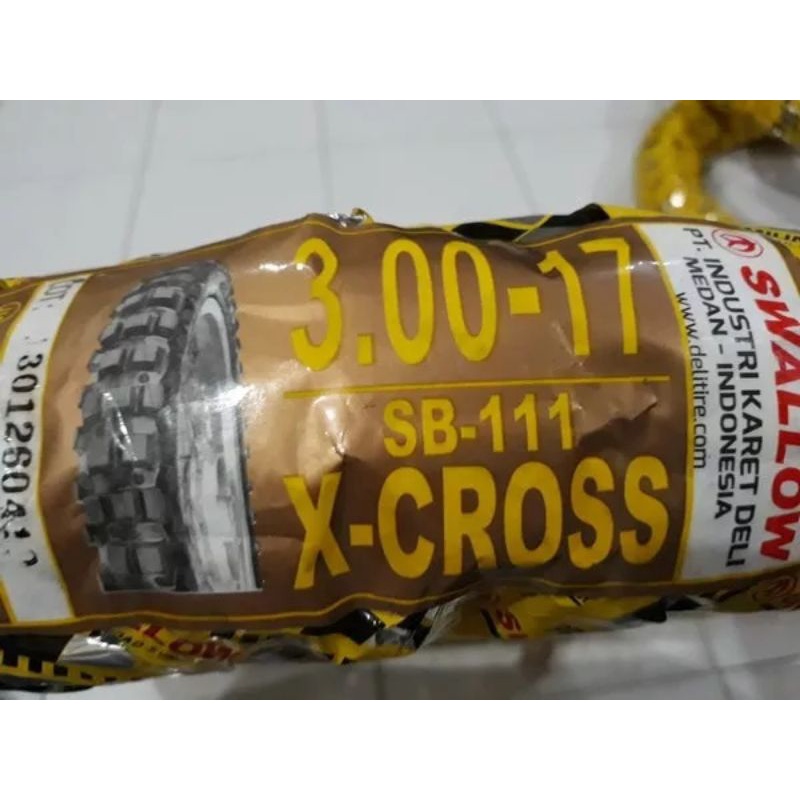 3.00-17
SB-111
X-CROSS
SWALLOW
PT. INDUSTRI KARET DELI
MEDAN - INDONESIA
www.delitire.com